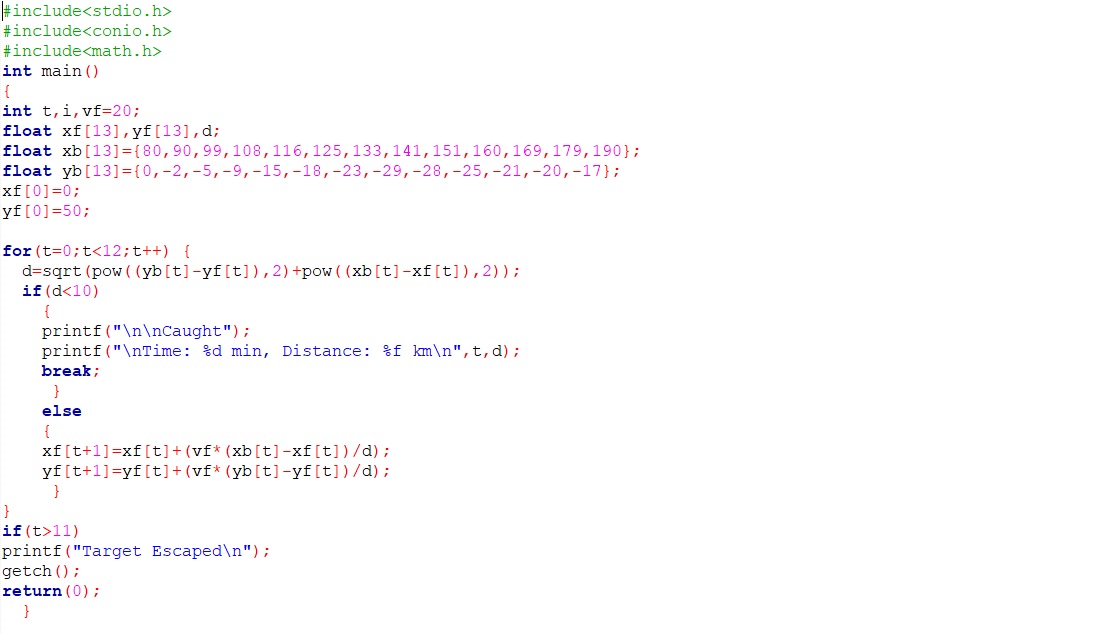 #include<stdio.h>
#include<conio.h>
#include<math.h>
int main()
{
int t,i,vf=20;
float xf[13],yf[13],d;
float xb[13]={80,90,99,108,116,125,133,141,151,160,169,179,190};
float yb[13]={0,-2,-5,-9,-15,-18,-23,-29,-28,-25,-21,-20,-17};
xf[0]=0;
yf[0]=50;

for(t=0;t<12;t++) {
  d=sqrt(pow((yb[t]-yf[t]),2)+pow((xb[t]-xf[t]),2));
  if(d<10)
    {
    printf("\n\nCaught");
    printf("\nTime: %d min, Distance: %f km\n",t,d);
    break;
     }
    else
    {
    xf[t+1]=xf[t]+(vf*(xb[t]-xf[t])/d);
    yf[t+1]=yf[t]+(vf*(yb[t]-yf[t])/d);
     }
}
if(t>11)
printf("Target Escaped\n");
getch();
return(0);
  }